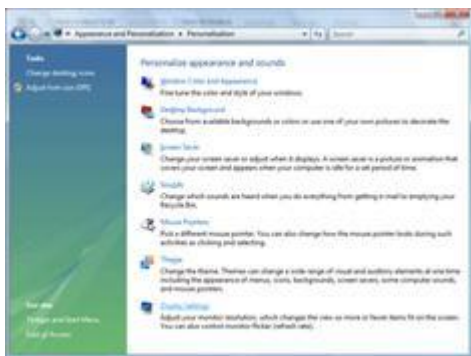 Appearance and Personalization ▸ Personalization
Tasks
Change desktop icons
Adjust font size (DPI)
Personalize appearance and sounds
Window Color and Appearance
Fine tune the color and style of your windows.
Desktop Background
Choose from available backgrounds or colors or use one of your own pictures to decorate the
desktop.
Screen Saver
Change your screen saver or adjust when it displays. A screen saver is a picture or animation that
covers your screen and appears when your computer is idle for a set period of time.
Sounds
Change which sounds are heard when you do everything from getting e-mail to emptying your
Recycle Bin.
Mouse Pointers
Pick a different mouse pointer. You can also change how the mouse pointer looks during such
activities as clicking and selecting.
Theme
Change the theme. Themes can change a wide range of visual and auditory elements at one time
including the appearance of menus, icons, backgrounds, screen savers, some computer sounds,
and mouse pointers.
Display Settings
Adjust your monitor resolution, which changes the view so more or fewer items fit on the screen.
You can also control monitor flicker (refresh rate).
See also
Taskbar and Start Menu
Ease of Access